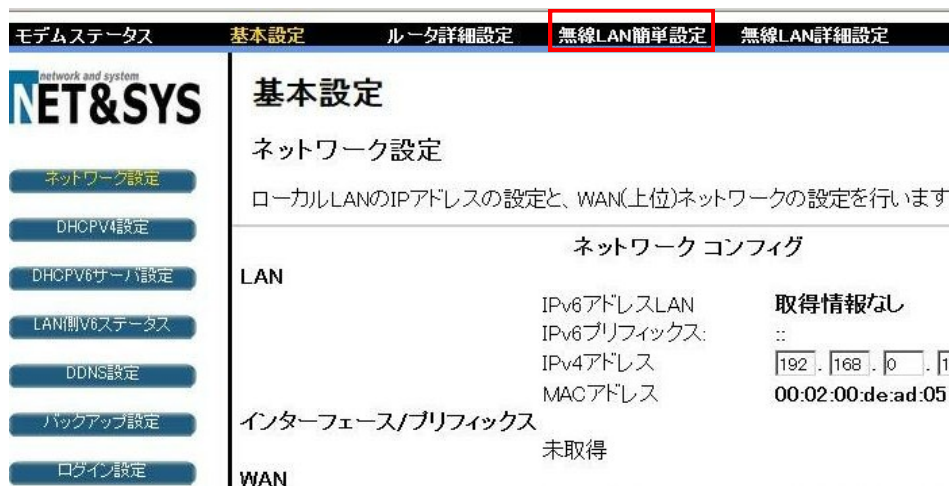 モデムステータス 基本設定 ルータ詳細設定 無線LAN簡単設定 無線LAN詳細設定
network and system
NET&SYS
基本設定
ネットワーク設定
ネットワーク設定
ローカルLANのIPアドレスの設定と、WAN(上位)ネットワークの設定を行います
DHCPV4設定
ネットワーク コンフィグ
DHCPV6サーバ設定
LAN
IPv6アドレスLAN 取得情報なし
LAN側V6ステータス
IPv6プリフィックス: ::
IPv4アドレス 192 . 168 . 0 . 1
DDNS設定
MACアドレス 00:02:00:de:ad:05
バックアップ設定
インターフェース/プリフィックス
未取得
ログイン設定
WAN